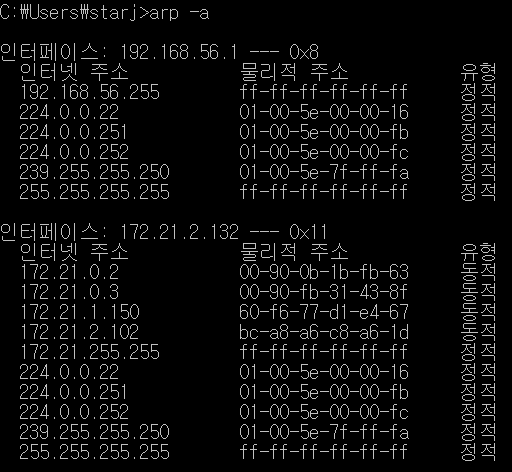 C:₩Users₩starj>arp -a
인터페이스: 192.168.56.1 --- 0x8
인터넷 주소 물리적 주소 유형
192.168.56.255 ff-ff-ff-ff-ff-ff 정적
224.0.0.22 01-00-5e-00-00-16 정적
224.0.0.251 01-00-5e-00-00-fb 정적
224.0.0.252 01-00-5e-00-00-fc 정적
239.255.255.250 01-00-5e-7f-ff-fa 정적
255.255.255.255 ff-ff-ff-ff-ff-ff 정적
인터페이스: 172.21.2.132 --- 0x11
인터넷 주소 물리적 주소 유형
172.21.0.2 00-90-0b-1b-fb-63 동적
172.21.0.3 00-90-fb-31-43-8f 동적
172.21.1.150 60-f6-77-d1-e4-67 동적
172.21.2.102 bc-a8-a6-c8-a6-1d 동적
172.21.255.255 ff-ff-ff-ff-ff-ff 정적
224.0.0.22 01-00-5e-00-00-16 정적
224.0.0.251 01-00-5e-00-00-fb 정적
224.0.0.252 01-00-5e-00-00-fc 정적
239.255.255.250 01-00-5e-7f-ff-fa 정적
255.255.255.255 ff-ff-ff-ff-ff-ff 정적